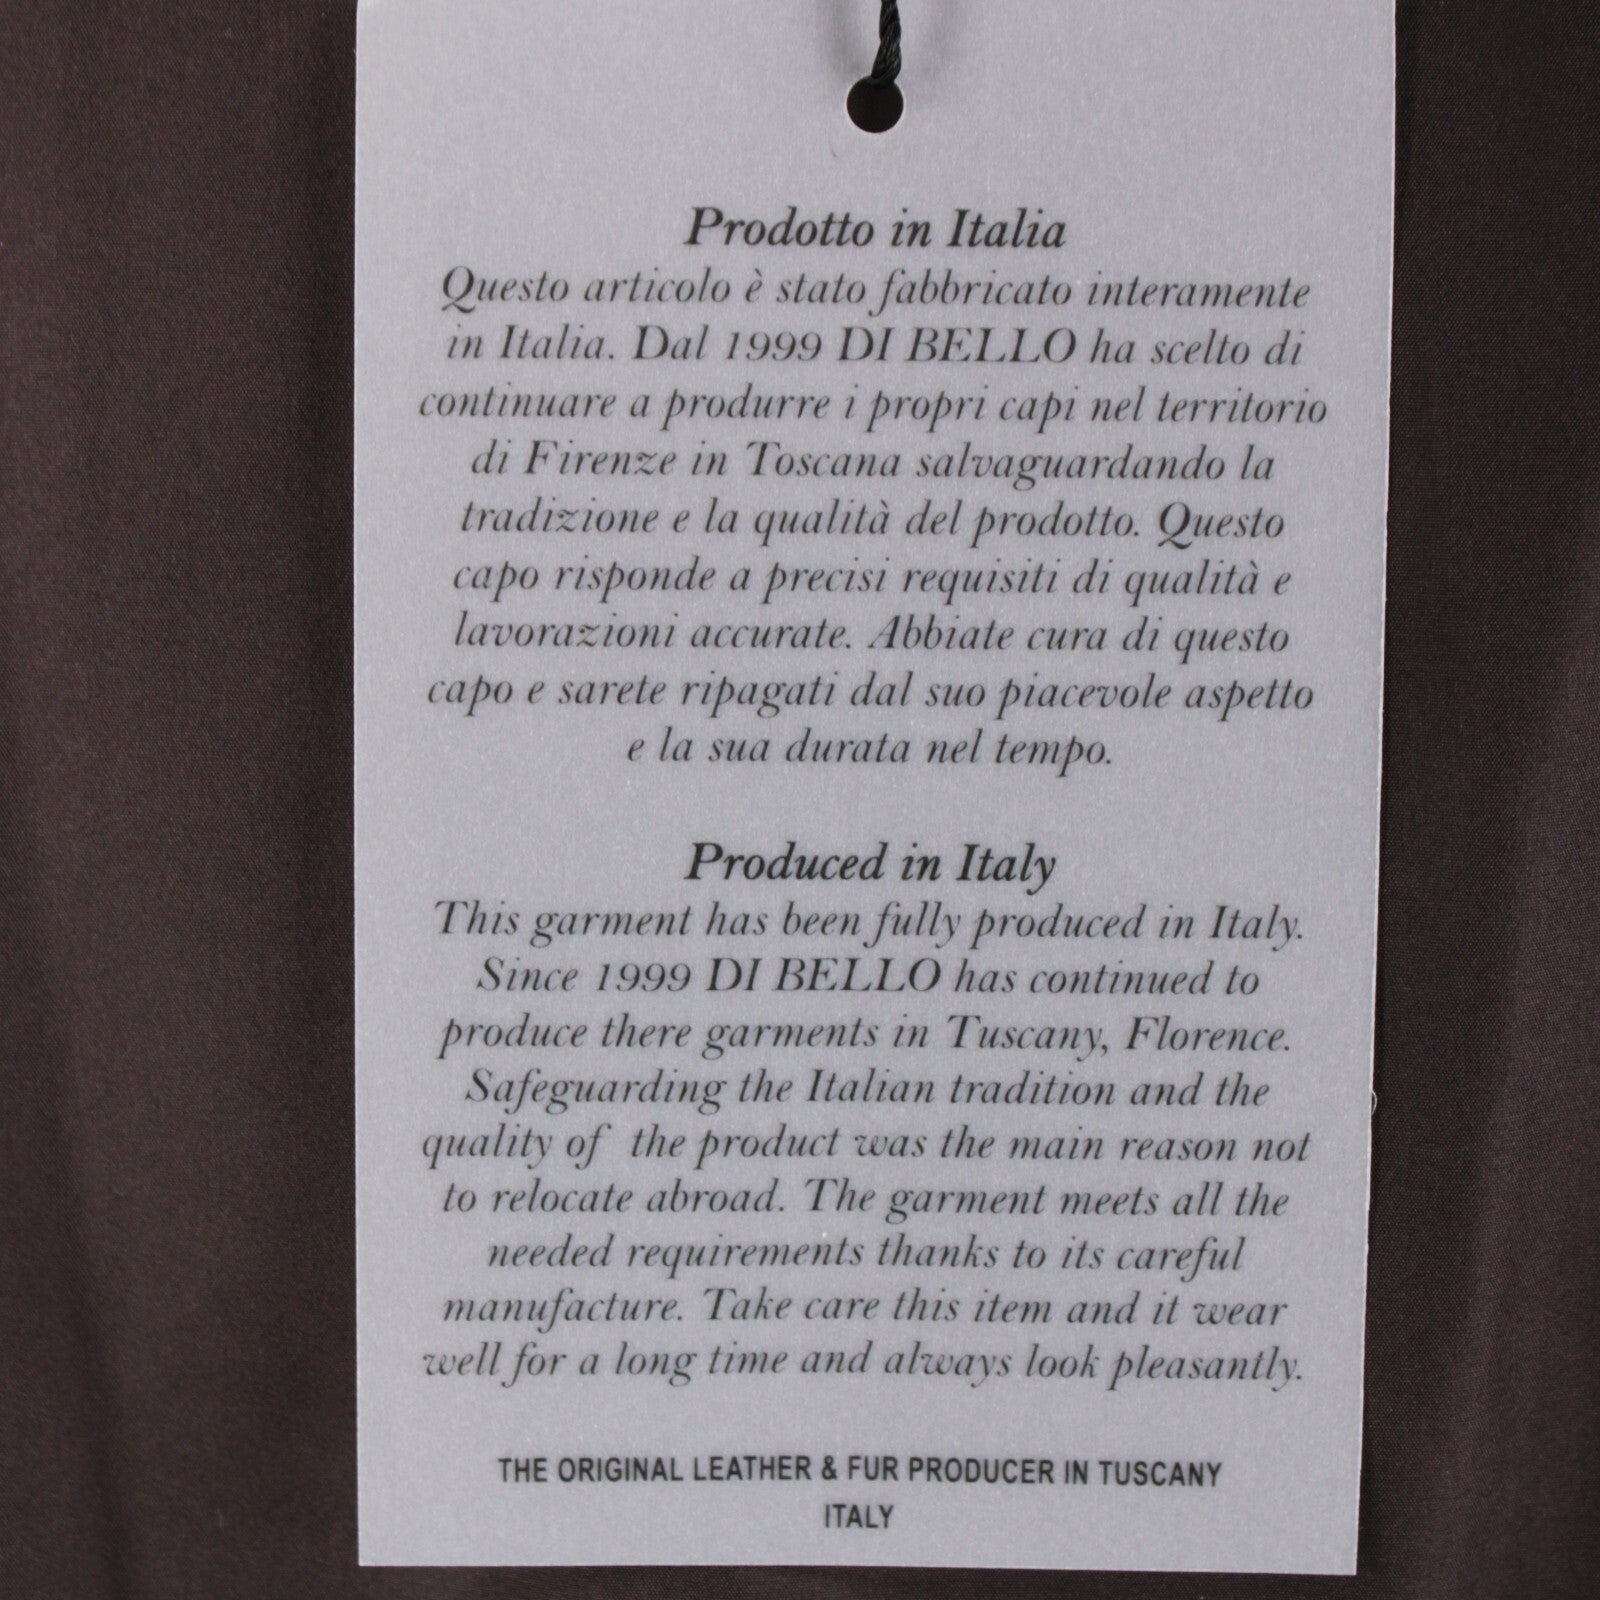 Prodotto in Italia
Questo articolo è stato fabbricato interamente
in Italia. Dal 1999 DI BELLO ha scelto di
continuare a produrre i propri capi nel territorio
di Firenze in Toscana salvaguardando la
tradizione e la qualità del prodotto. Questo
capo risponde a precisi requisiti di qualità e
lavorazioni accurate. Abbiate cura di questo
capo e sarete ripagati dal suo piacevole aspetto
e la sua durata nel tempo.
Produced in Italy
This garment has been fully produced in Italy.
Since 1999 DI BELLO has continued to
produce there garments in Tuscany, Florence.
Safeguarding the Italian tradition and the
quality of the product was the main reason not
to relocate abroad. The garment meets all the
needed requirements thanks to its careful
manufacture. Take care this item and it wear
well for a long time and always look pleasantly.
THE ORIGINAL LEATHER & FUR PRODUCER IN TUSCANY
ITALY